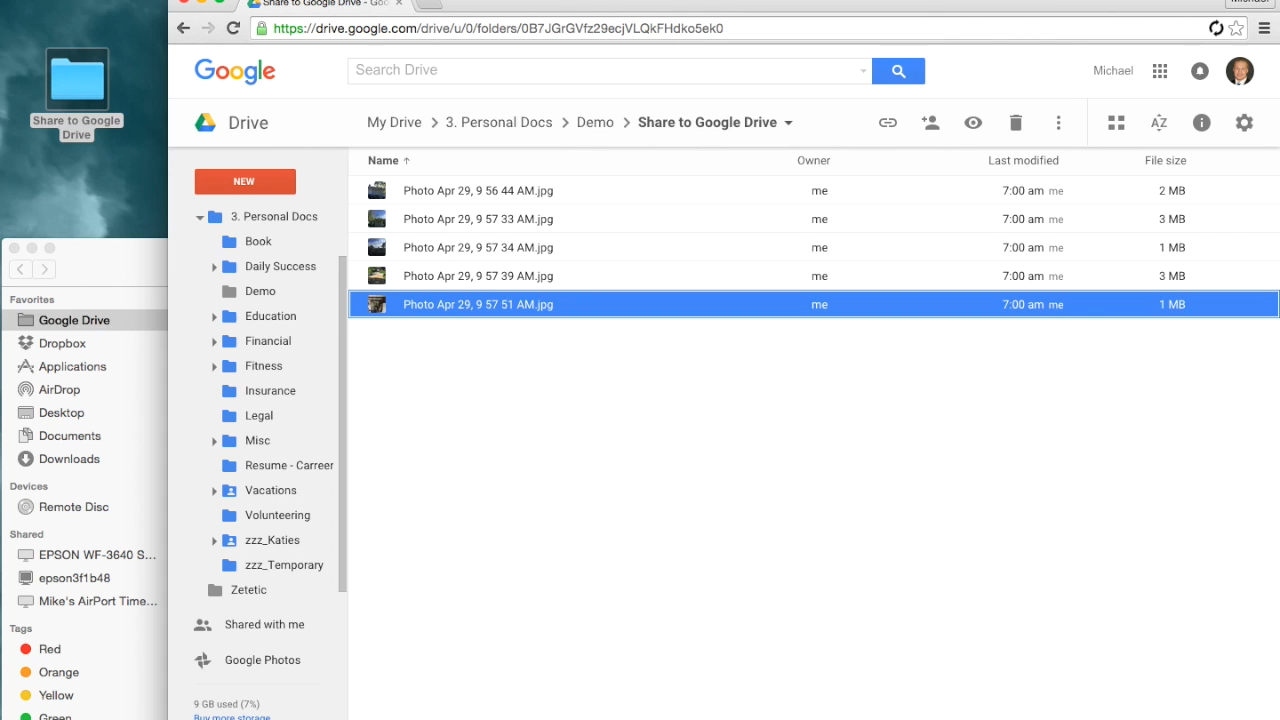 Share to Google Drive - Goo
Michael
https://drive.google.com/drive/u/0/folders/0B7JGrGVfz29ecjVLQkFHdko5ek0
Share to Google
Drive
Google
Search Drive
Michael
Drive
My Drive
3. Personal Docs
Demo
Share to Google Drive
AZ
NEW
Name ↑
Owner
Last modified
File size
Photo Apr 29, 9 56 44 AM.jpg
me
7:00 am me
2 MB
Photo Apr 29, 9 57 33 AM.jpg
me
7:00 am me
3 MB
Photo Apr 29, 9 57 34 AM.jpg
me
7:00 am me
1 MB
Photo Apr 29, 9 57 39 AM.jpg
me
7:00 am me
3 MB
Photo Apr 29, 9 57 51 AM.jpg
me
7:00 am me
1 MB
3. Personal Docs
Book
Daily Success
Demo
Education
Financial
Fitness
Insurance
Legal
Misc
Resume - Carreer
Vacations
Volunteering
zzz_Katies
zzz_Temporary
Zetetic
Shared with me
Google Photos
9 GB used (7%)
Buy more storage
Favorites
Google Drive
Dropbox
Applications
AirDrop
Desktop
Documents
Downloads
Devices
Remote Disc
Shared
EPSON WF-3640 S...
epson3f1b48
Mike's AirPort Time...
Tags
Red
Orange
Yellow
Green